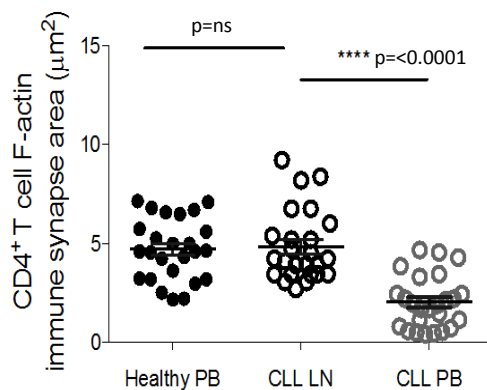 p=ns
**** p=<0.0001
CD4⁺ T cell F-actin
immune synapse area (μm²)
15
10
5
0
Healthy PB CLL LN CLL PB